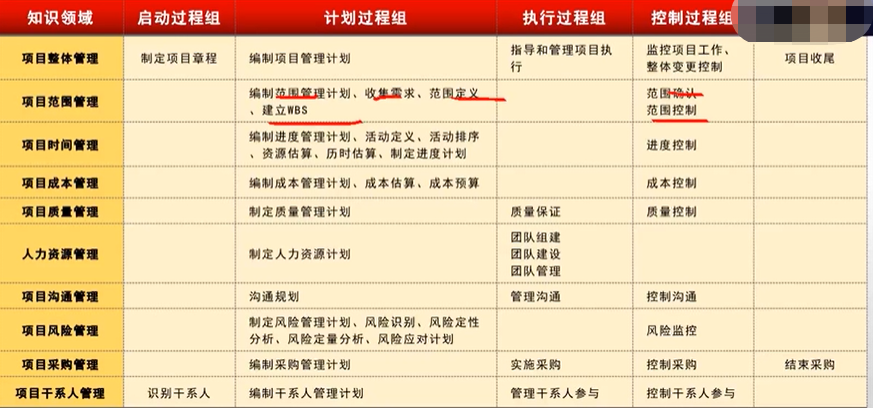 知识领域 启动过程组 计划过程组 执行过程组 控制过程组
项目整体管理 制定项目章程 编制项目管理计划 指导和管理项目执
行 监控项目工作、
整体变更控制 项目收尾
项目范围管理 编制范围管理计划、收集需求、范围定义
、建立WBS 范围确认
范围控制
项目时间管理 编制进度管理计划、活动定义、活动排序
、资源估算、历时估算、制定进度计划 进度控制
项目成本管理 编制成本管理计划、成本估算、成本预算 成本控制
项目质量管理 制定质量管理计划 质量保证 质量控制
人力资源管理 制定人力资源计划 团队组建
团队建设
团队管理
项目沟通管理 沟通规划 管理沟通 控制沟通
项目风险管理 制定风险管理计划、风险识别、风险定性
分析、风险定量分析、风险应对计划 风险监控
项目采购管理 编制采购管理计划 实施采购 控制采购 结束采购
项目干系人管理 识别干系人 编制干系人管理计划 管理干系人参与 控制干系人参与